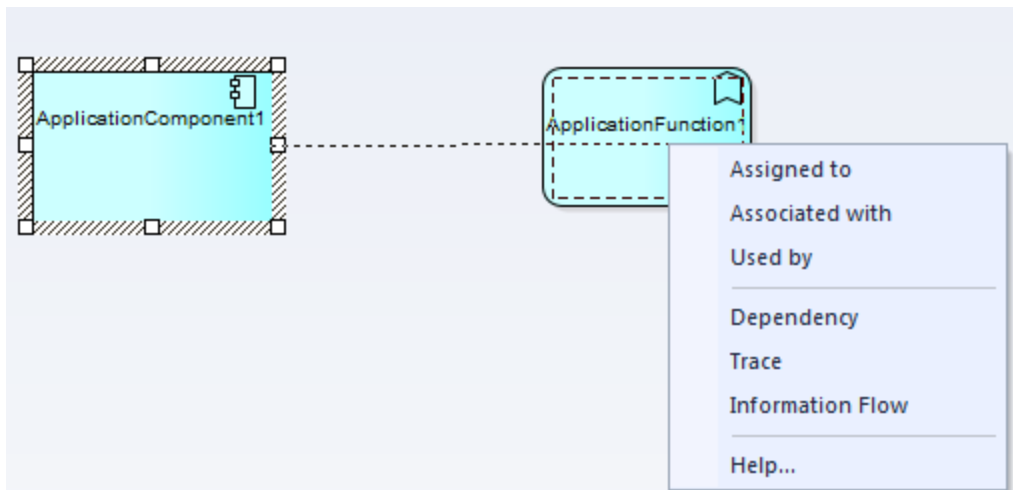 ApplicationComponent1
ApplicationFunction1
Assigned to
Associated with
Used by
Dependency
Trace
Information Flow
Help...